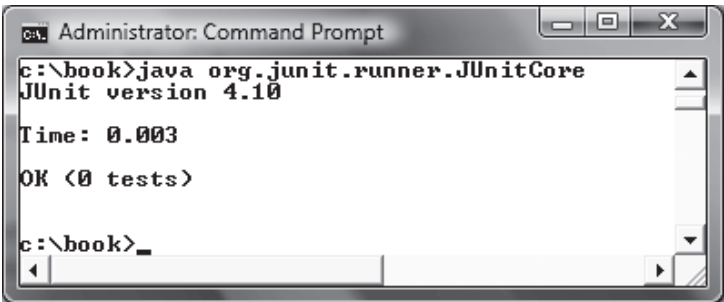 Administrator: Command Prompt
c:\book>java org.junit.runner.JUnitCore
JUnit version 4.10
Time: 0.003
OK (0 tests)
c:\book>_